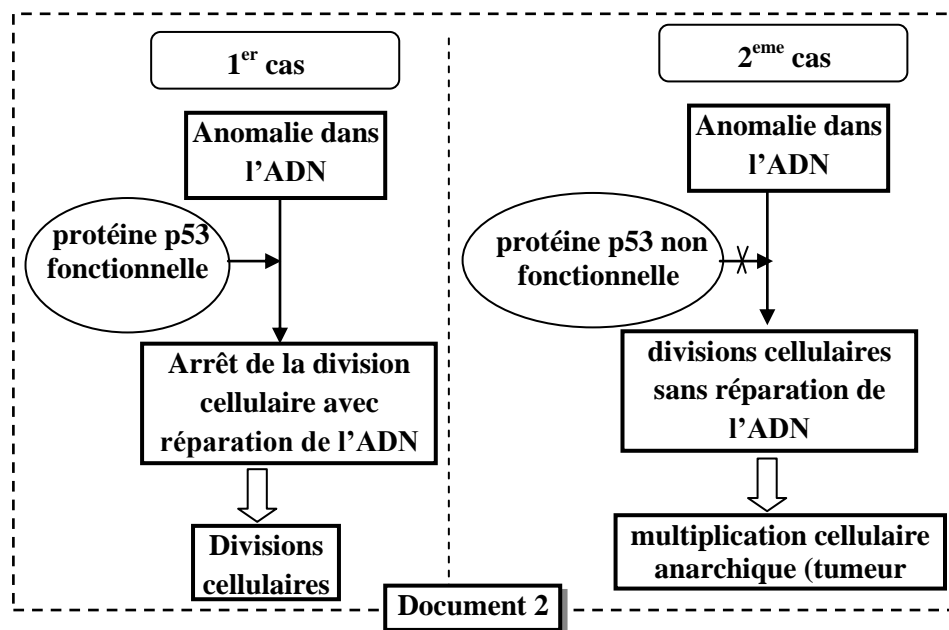 1er cas
Anomalie dans
l'ADN
protéine p53
fonctionnelle
Arrêt de la division
cellulaire avec
réparation de l'ADN
Divisions
cellulaires
2eme cas
Anomalie dans
l'ADN
protéine p53 non
fonctionnelle
divisions cellulaires
sans réparation de
l'ADN
multiplication cellulaire
anarchique (tumeur
Document 2